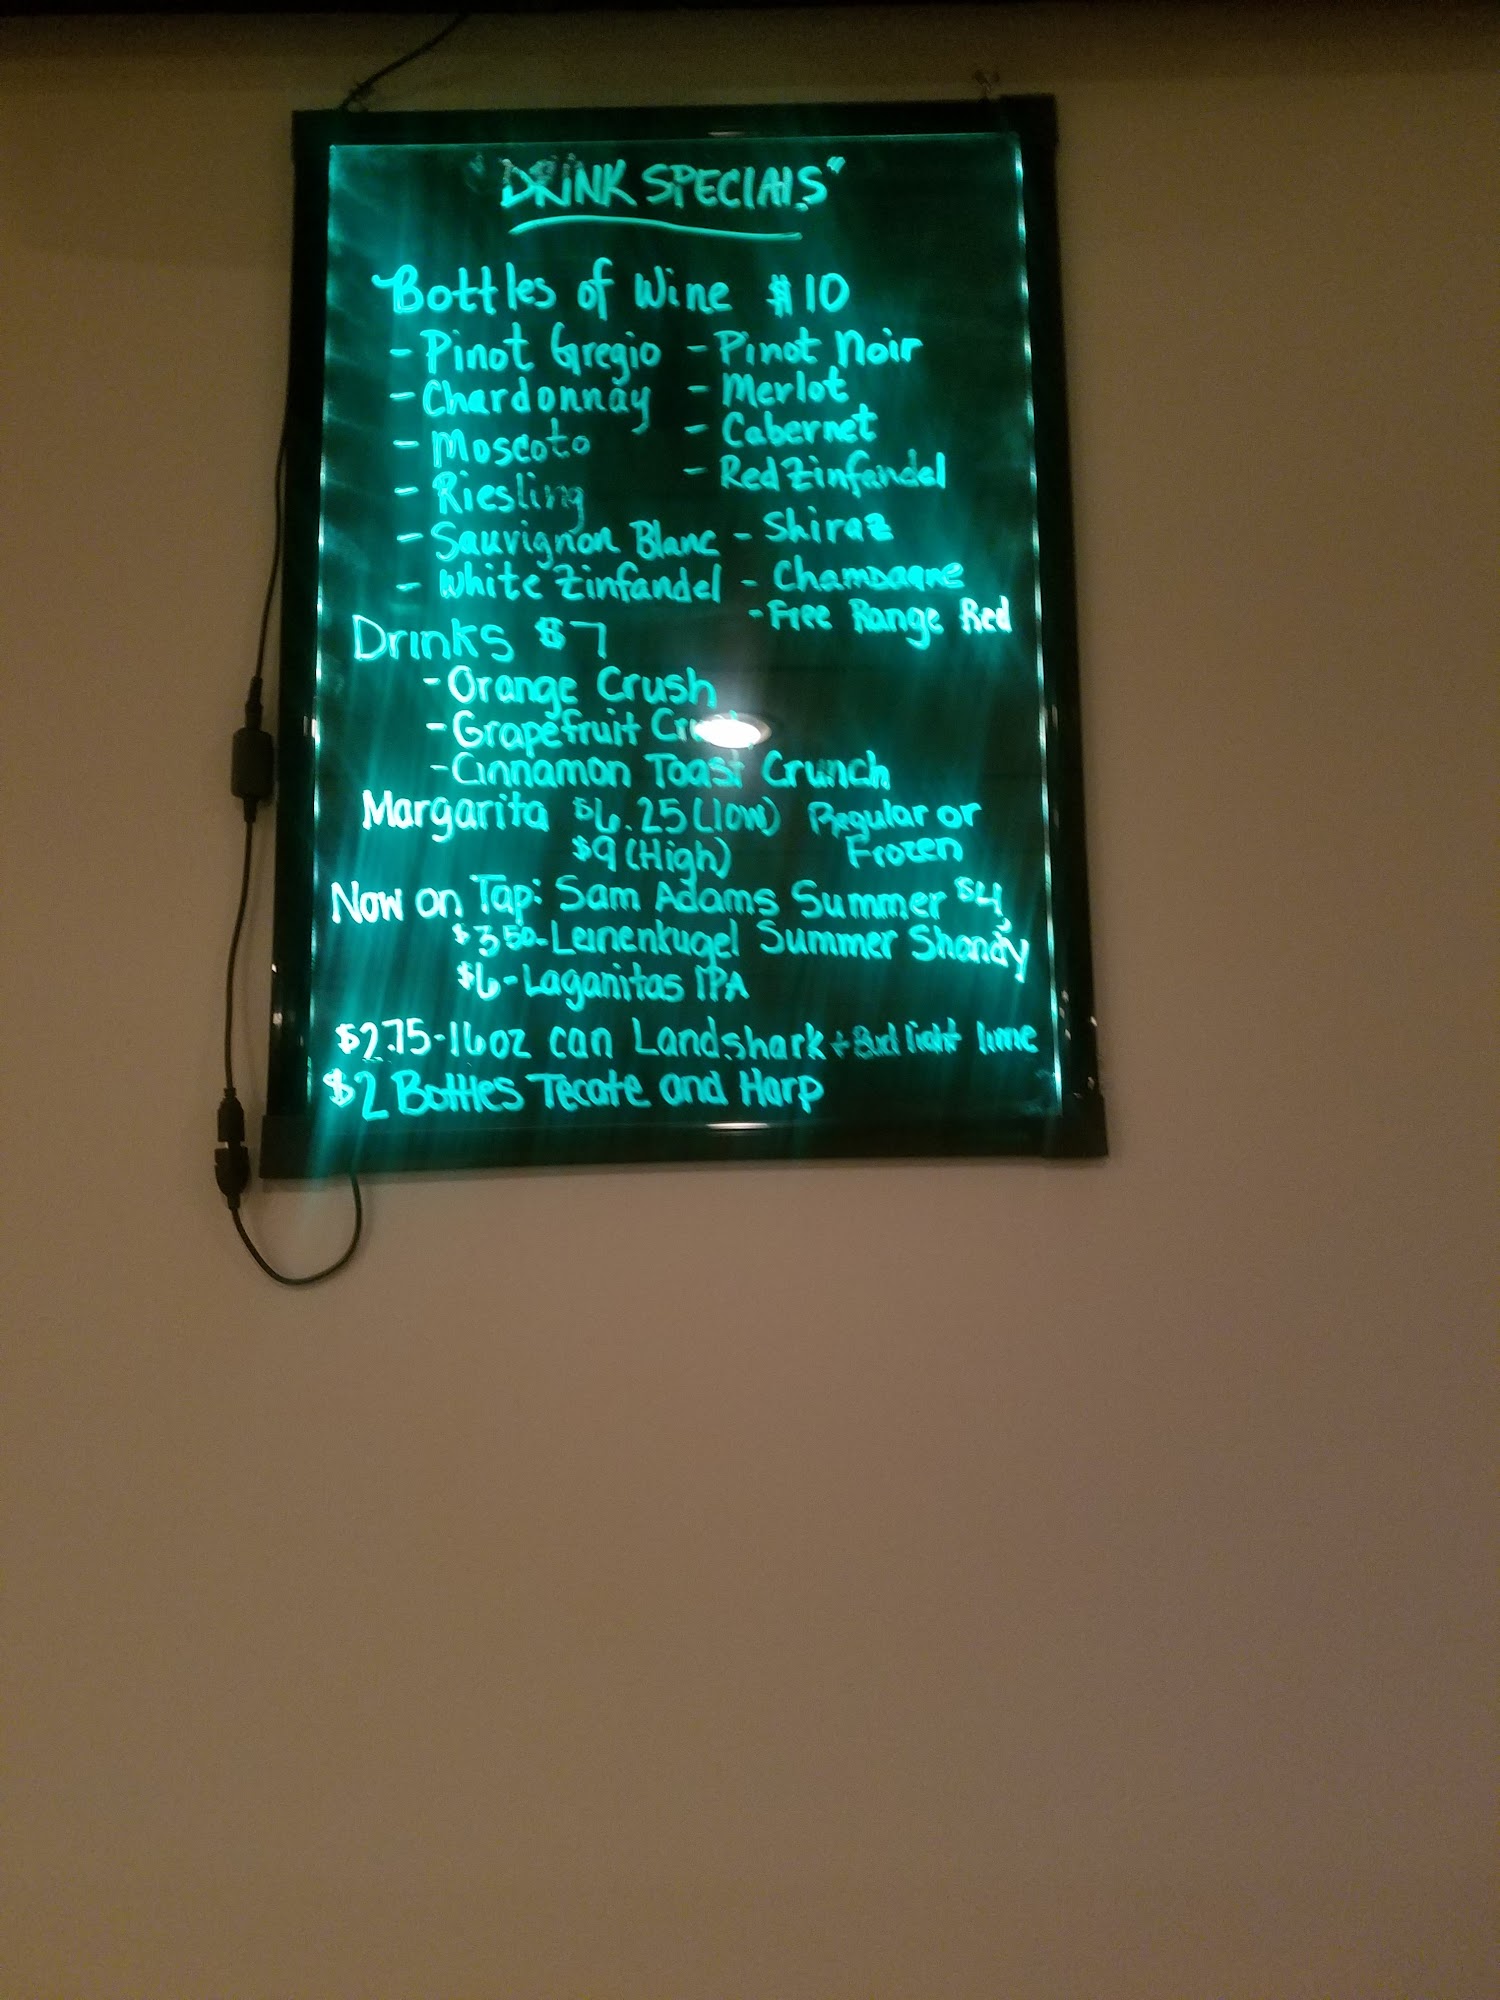 "DRINK SPECIALS"
Bottles of Wine $10
- Pinot Gregio - Pinot Noir
- Chardonnay - Merlot
- Moscoto - Cabernet
- Riesling - Red Zinfandel
- Sauvignon Blanc - Shiraz
- White Zinfandel - Champagne
- Free Range Red
Drinks $7
- Orange Crush
- Grapefruit
- Cinnamon Toast Crunch
Margarita $6.25 (low) Regular or
$9 (High) Frozen
Now on Tap: Sam Adams Summer $4
$3.50 - Leinenkugel Summer Shandy
$6 - Laganitas IPA
$2.75 - 16oz can Landshark + Bud light lime
$2 Bottles Tecate and Harp